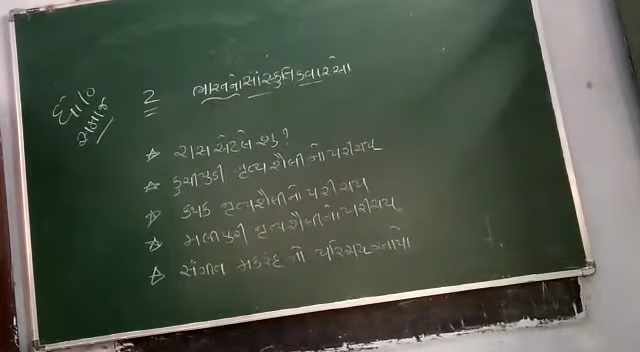 ધો ૧૦
સમાજ
2 ભારતનો સાંસ્કૃતિક વારસો
☆ રાસ એટલે શું ?
☆ કુચીપુડી નૃત્યશૈલીનો પરીચય
☆ કથક નૃત્યશૈલીનો પરીચય
☆ મણીપુરી નૃત્યશૈલીનો પરીચય
☆ સંગીત મકરંદ નો પરિચય આપો